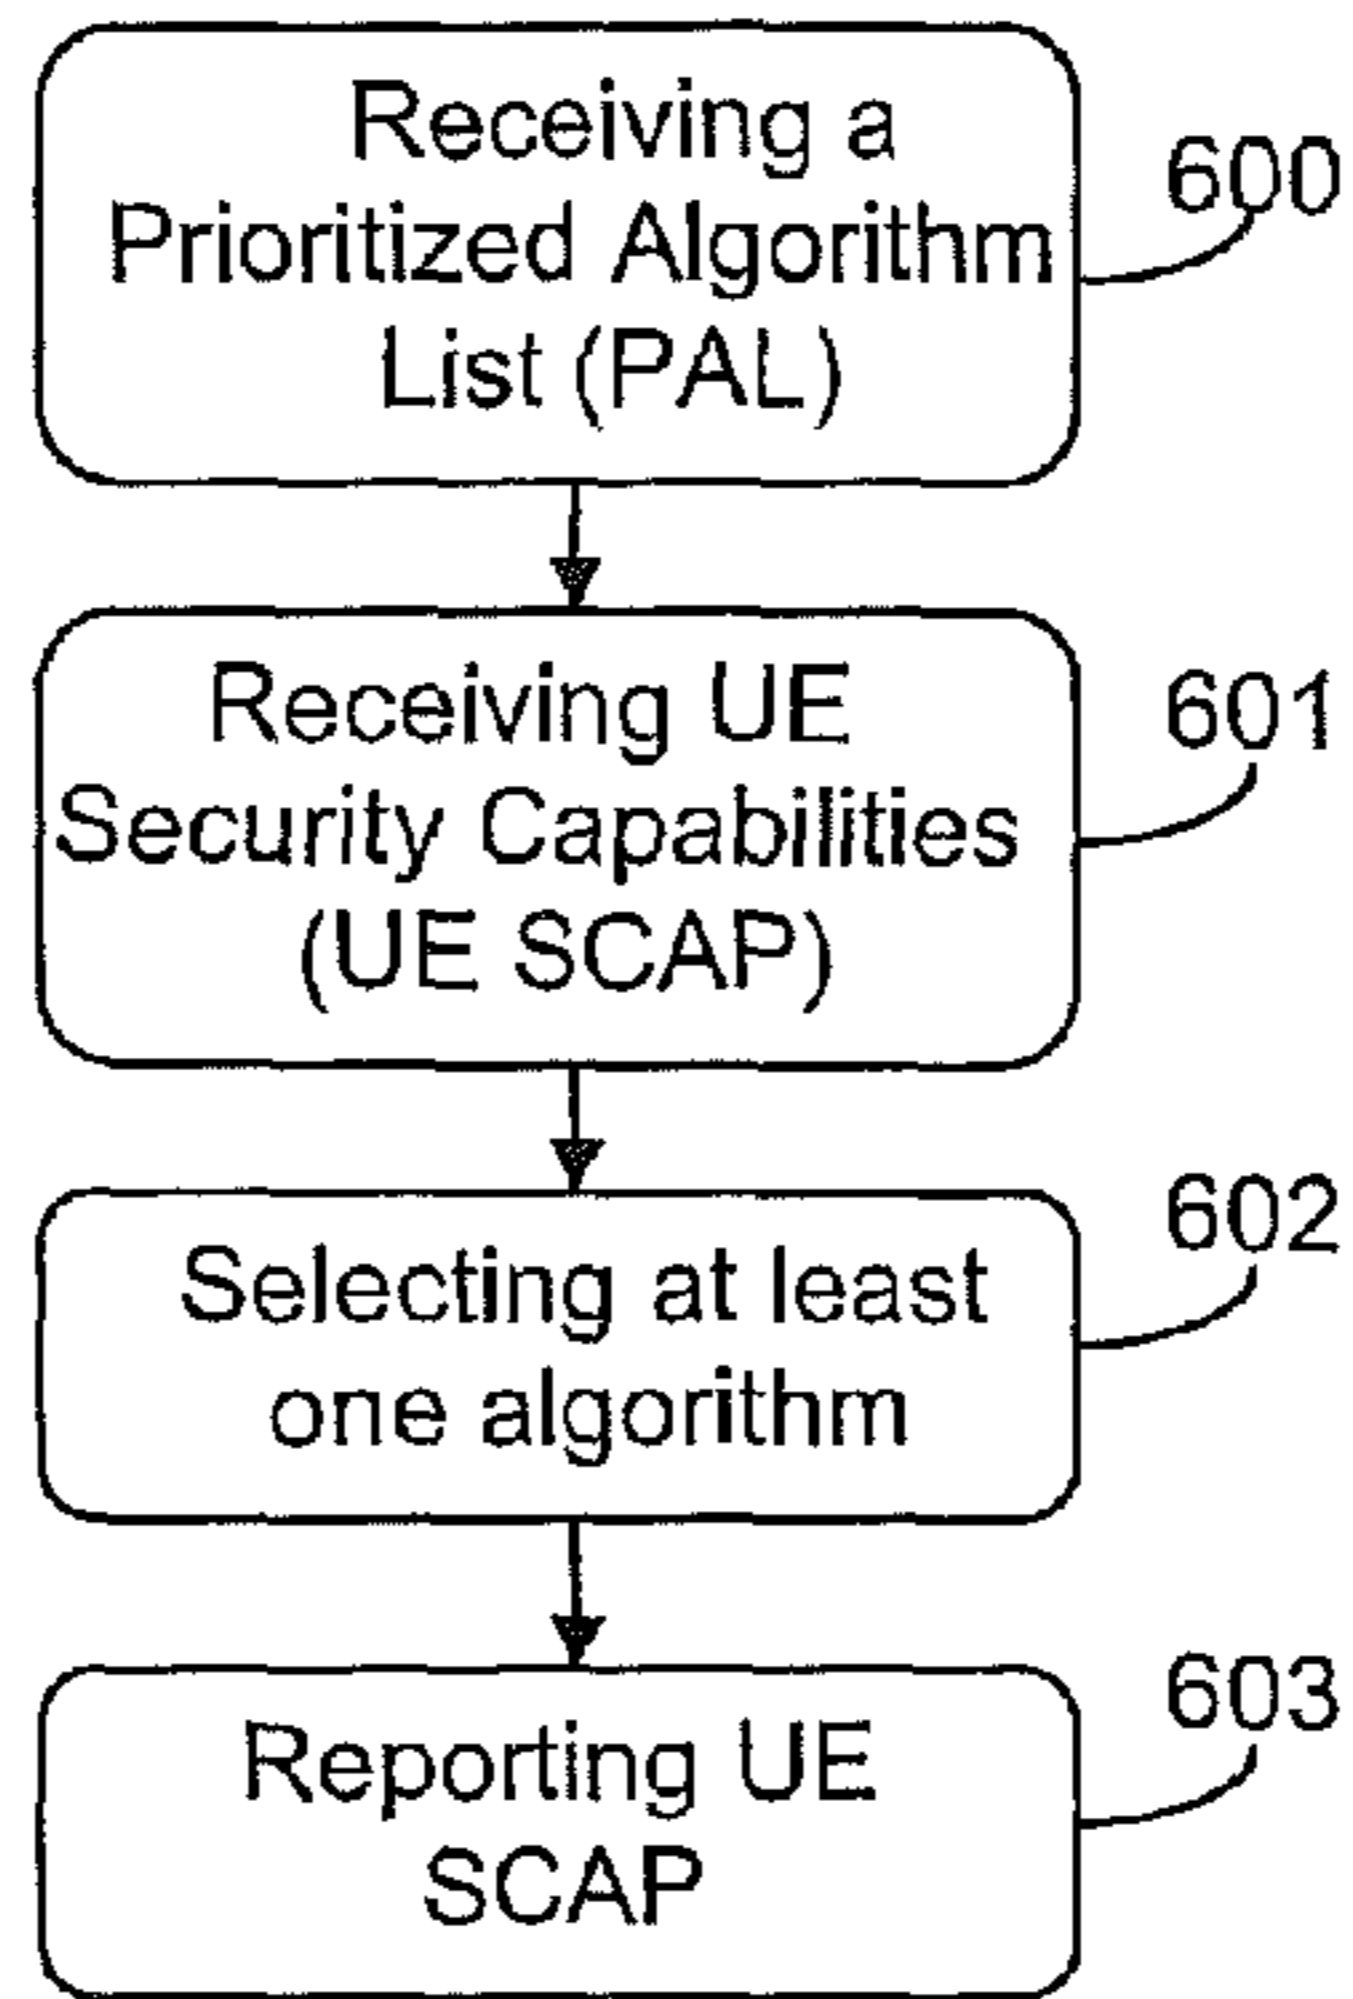 Receiving a
Prioritized Algorithm
List (PAL)
600
Receiving UE
Security Capabilities
(UE SCAP)
601
Selecting at least
one algorithm
602
Reporting UE
SCAP
603